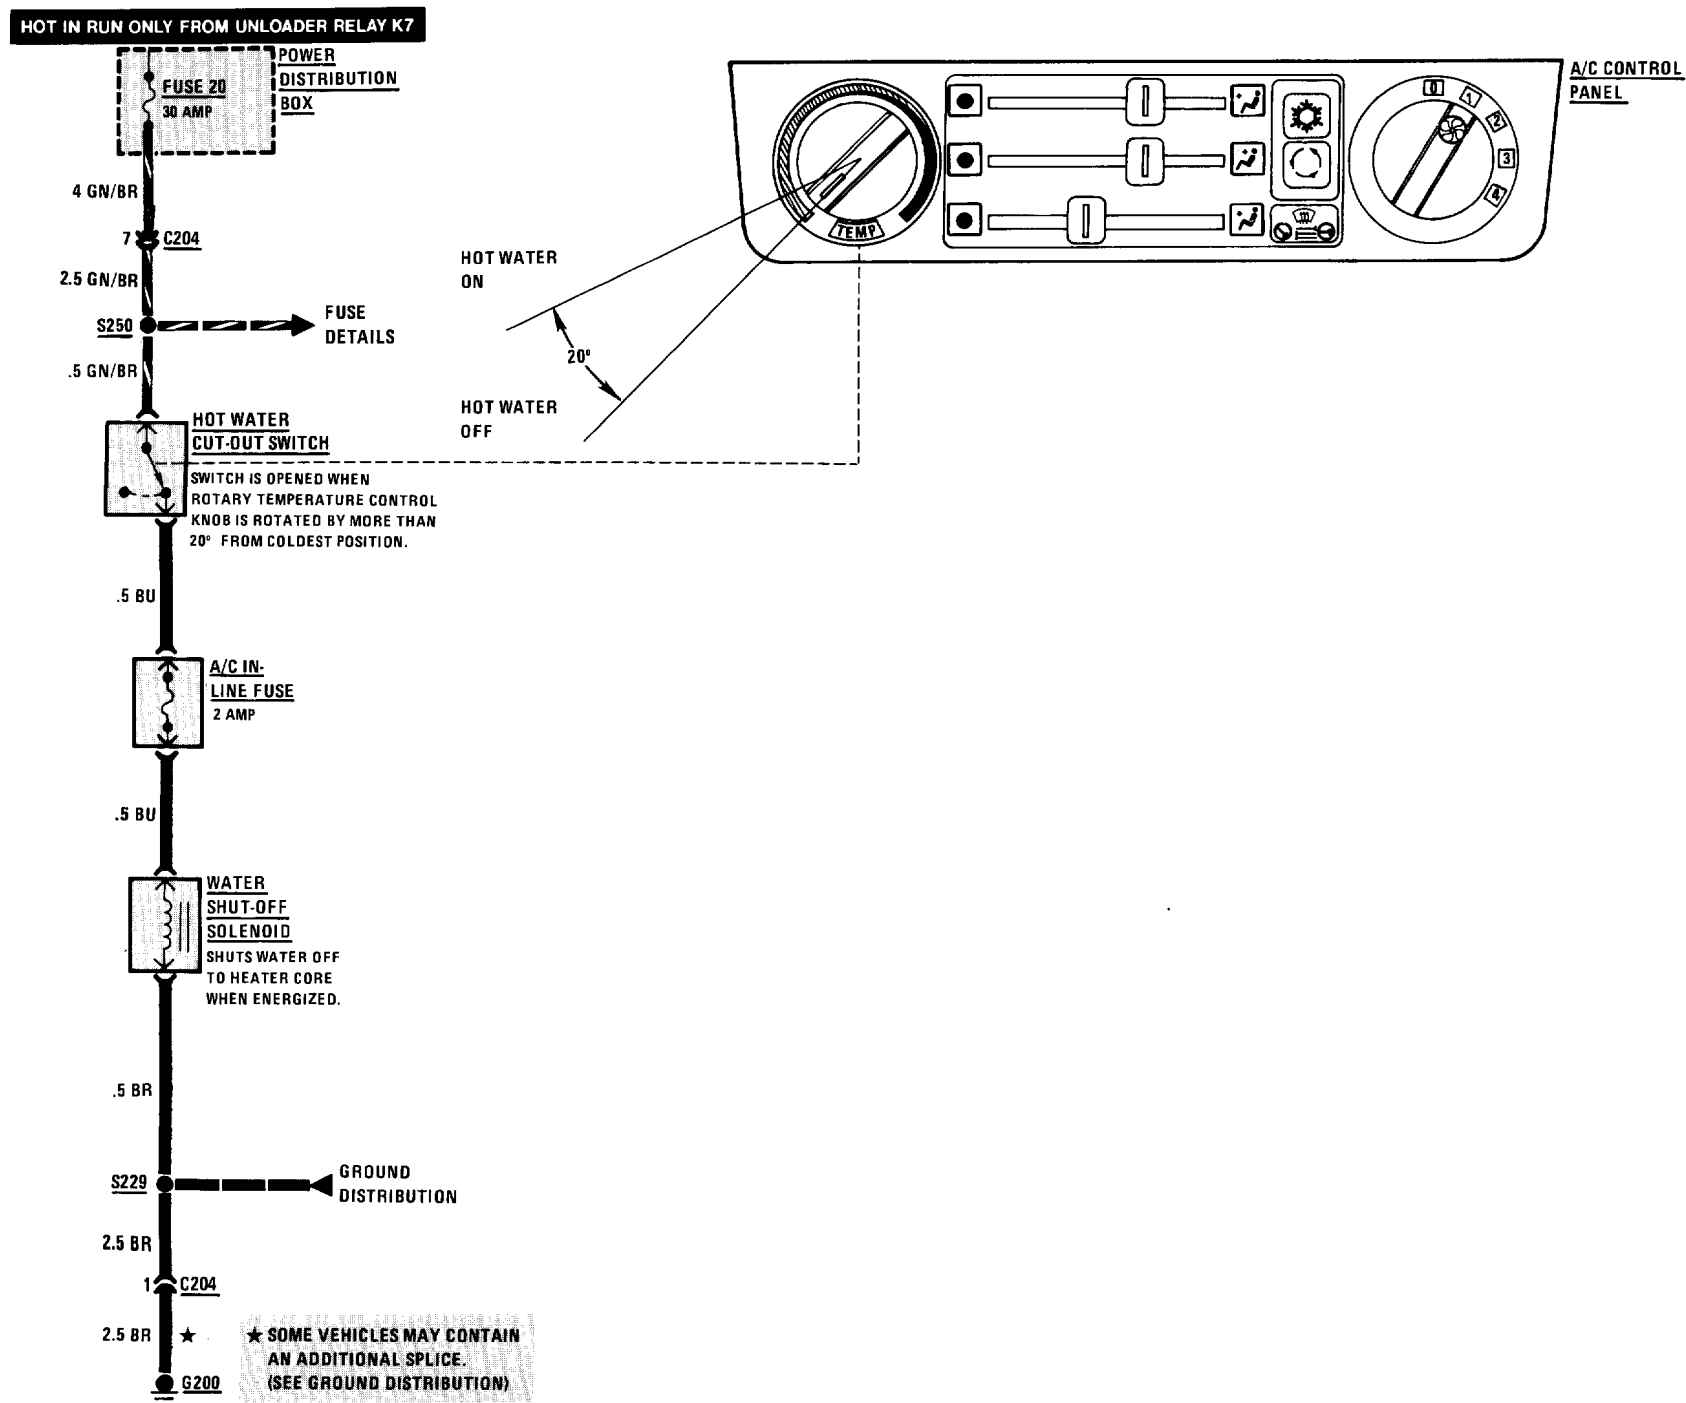 HOT IN RUN ONLY FROM UNLOADER RELAY K7
POWER
DISTRIBUTION
BOX
FUSE 20
30 AMP
4 GN/BR
7 C204
2.5 GN/BR
S250
FUSE
DETAILS
.5 GN/BR
HOT WATER
CUT-OUT SWITCH
SWITCH IS OPENED WHEN
ROTARY TEMPERATURE CONTROL
KNOB IS ROTATED BY MORE THAN
20° FROM COLDEST POSITION.
.5 BU
A/C IN-
LINE FUSE
2 AMP
.5 BU
WATER
SHUT-OFF
SOLENOID
SHUTS WATER OFF
TO HEATER CORE
WHEN ENERGIZED.
.5 BR
S229
GROUND
DISTRIBUTION
2.5 BR
1 C204
2.5 BR ★
★ SOME VEHICLES MAY CONTAIN
AN ADDITIONAL SPLICE.
(SEE GROUND DISTRIBUTION)
G200
HOT WATER
ON
20°
HOT WATER
OFF
A/C CONTROL
PANEL
TEMP
0
1
2
3
4